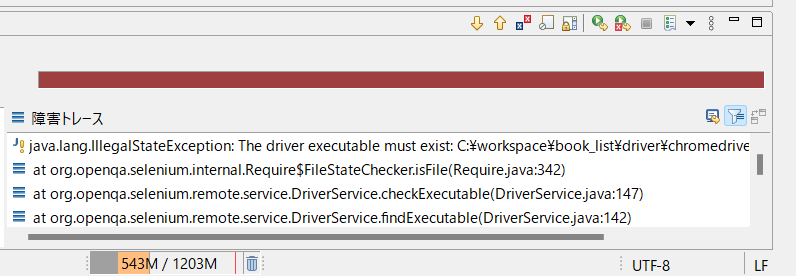 障害トレース
java.lang.IllegalStateException: The driver executable must exist: C:¥workspace¥book_list¥driver¥chromedrive
at org.openqa.selenium.internal.Require$FileStateChecker.isFile(Require.java:342)
at org.openqa.selenium.remote.service.DriverService.checkExecutable(DriverService.java:147)
at org.openqa.selenium.remote.service.DriverService.findExecutable(DriverService.java:142)
543M / 1203M UTF-8 LF